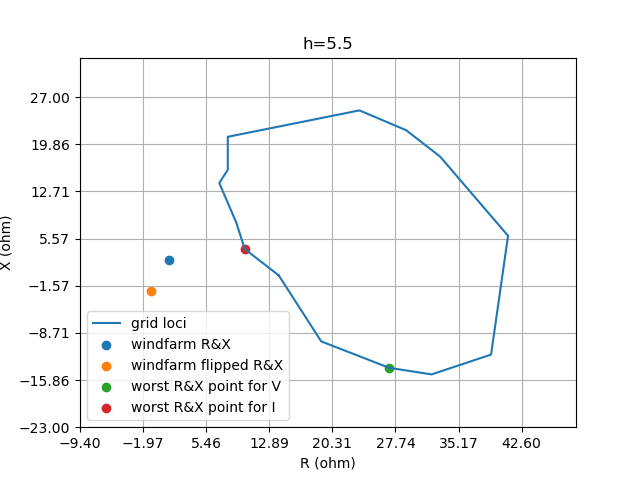 h=5.5
X (ohm)
27.00
19.86
12.71
5.57
−1.57
−8.71
−15.86
−23.00
grid loci
windfarm R&X
windfarm flipped R&X
worst R&X point for V
worst R&X point for I
−9.40 −1.97 5.46 12.89 20.31 27.74 35.17 42.60
R (ohm)